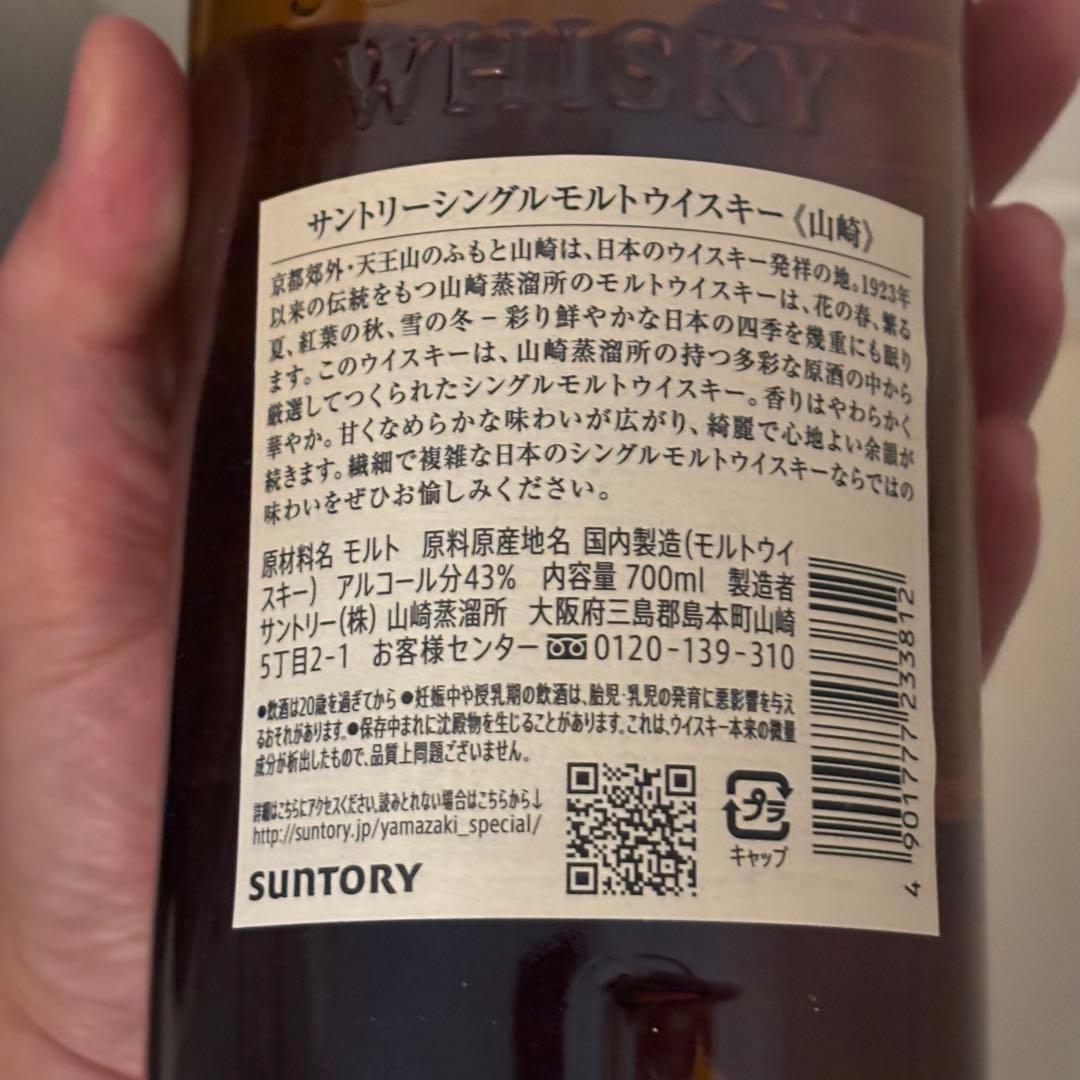 WHISKY
サントリーシングルモルトウイスキー《山崎》
京都郊外・天王山のふもと山崎は、日本のウイスキー発祥の地。1923年
以来の伝統をもつ山崎蒸溜所のモルトウイスキーは、花の春、繁る
夏、紅葉の秋、雪の冬−彩り鮮やかな日本の四季を幾重にも眠り
ます。このウイスキーは、山崎蒸溜所の持つ多彩な原酒の中から
厳選してつくられたシングルモルトウイスキー。香りはやわらかく
華やか。甘くなめらかな味わいが広がり、綺麗で心地よい余韻が
続きます。繊細で複雑な日本のシングルモルトウイスキーならではの
味わいをぜひお愉しみください。
原材料名 モルト 原料原産地名 国内製造(モルトウイ
スキー) アルコール分43% 内容量 700ml 製造者
サントリー(株) 山崎蒸溜所 大阪府三島郡島本町山崎
5丁目2-1 お客様センター 0120-139-310
●飲酒は20歳を過ぎてから ●妊娠中や授乳期の飲酒は、胎児・乳児の発育に悪影響を与え
るおそれがあります。●保存中まれに沈殿物を生じることがあります。これは、ウイスキー本来の微量
成分が析出したもので、品質上問題ございません。
詳細はこちらにアクセスください。読みとれない場合はこちらから↓
http://suntory.jp/yamazaki_special/
SUNTORY
プラ
キャップ
4 901777 233812